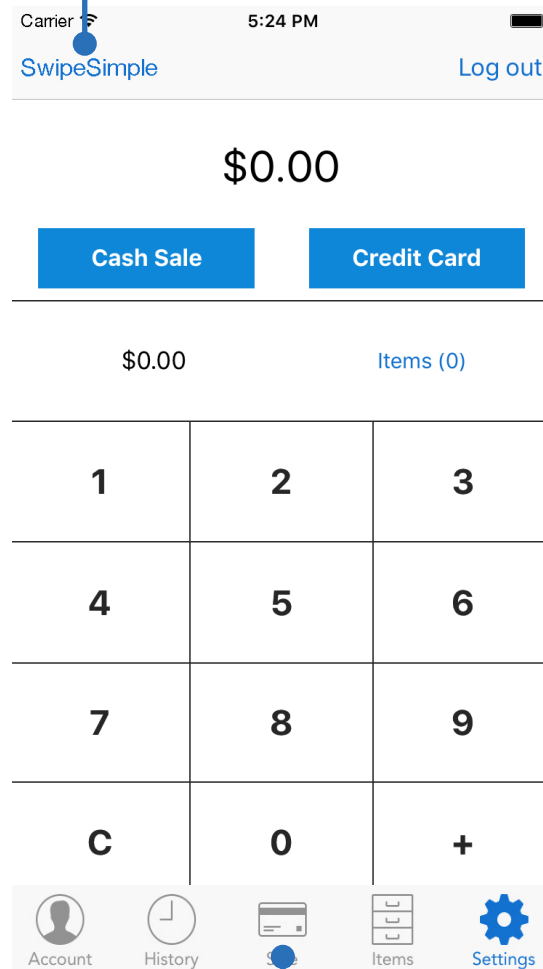 Carrier 5:24 PM
SwipeSimple Log out
$0.00
Cash Sale Credit Card
$0.00 Items (0)
1 2 3
4 5 6
7 8 9
C 0 +
Account History Items Settings